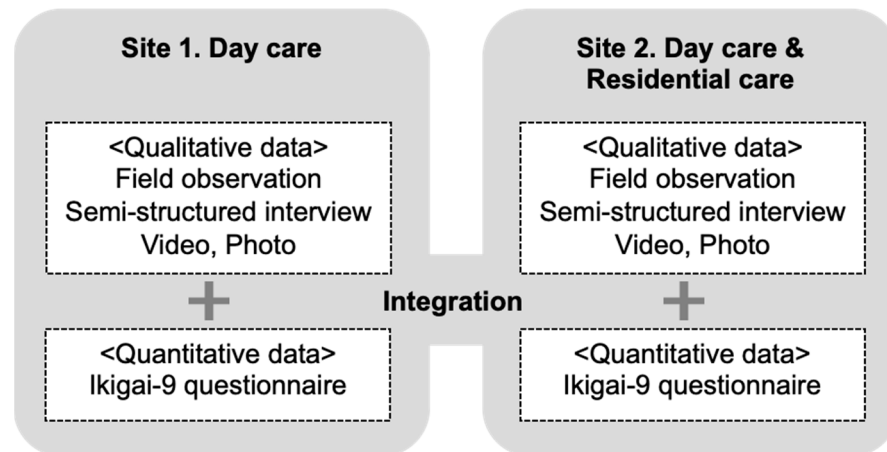 Site 1. Day care
<Qualitative data>
Field observation
Semi-structured interview
Video, Photo
+
<Quantitative data>
Ikigai-9 questionnaire
Integration
Site 2. Day care &
Residential care
<Qualitative data>
Field observation
Semi-structured interview
Video, Photo
+
<Quantitative data>
Ikigai-9 questionnaire